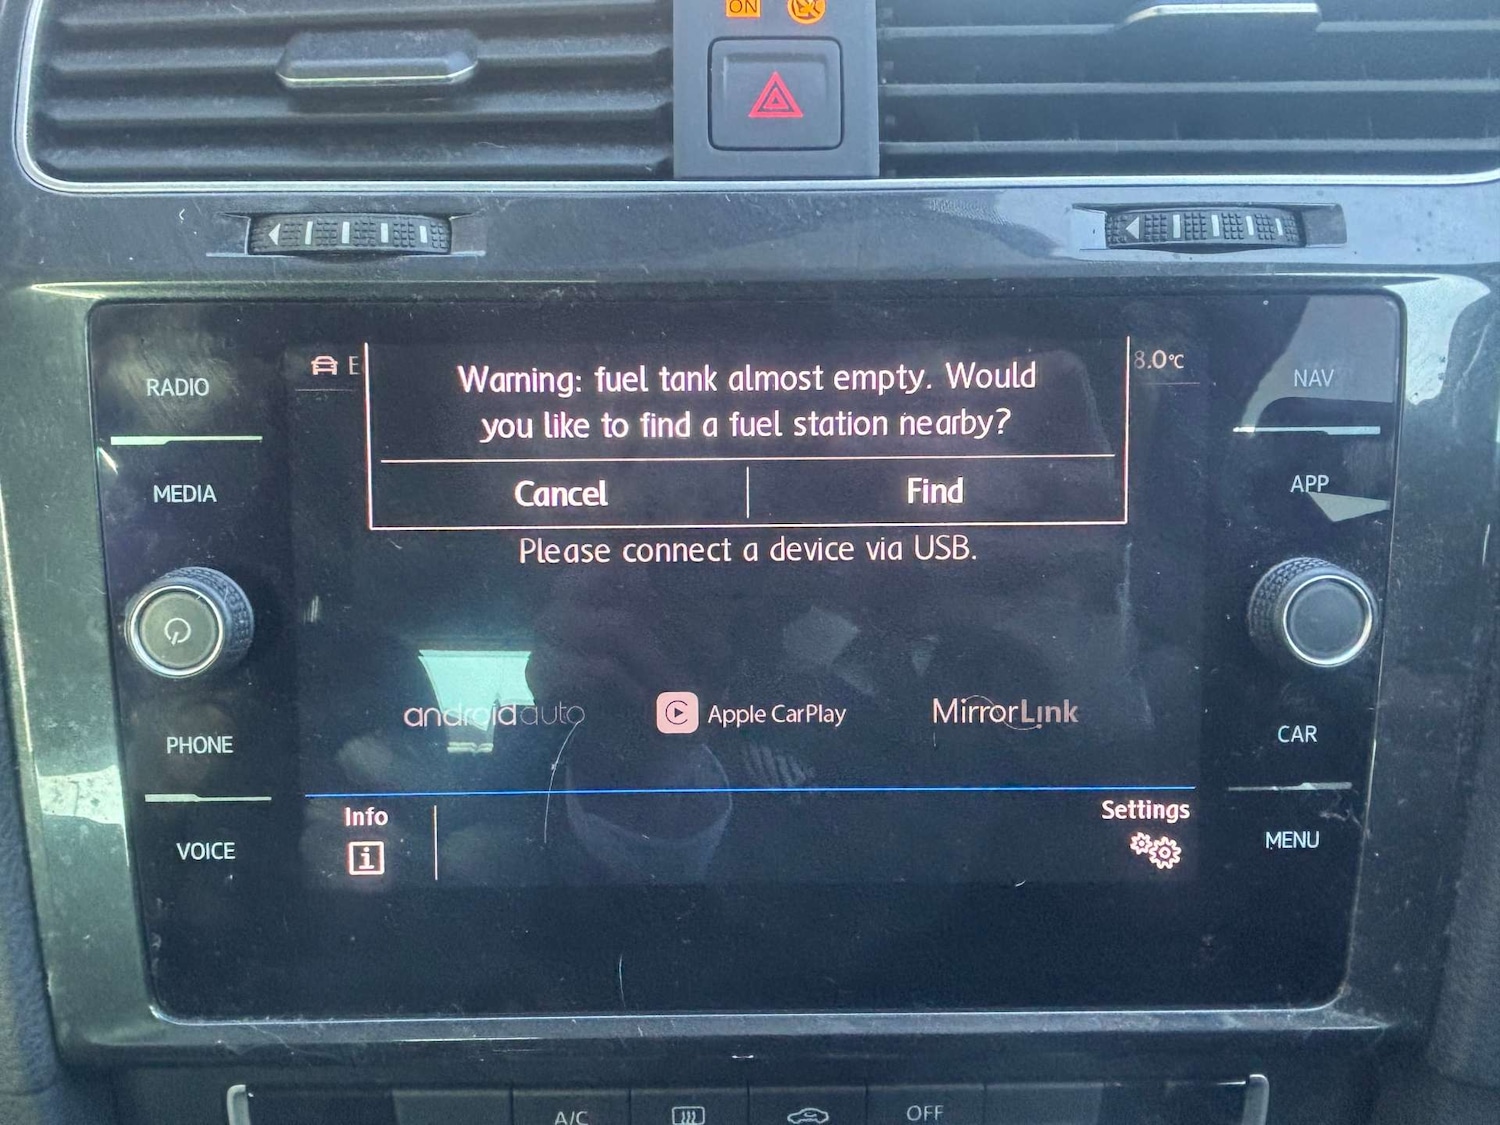 ON
RADIO
MEDIA
PHONE
VOICE
E
8.0°C
Warning: fuel tank almost empty. Would
you like to find a fuel station nearby?
Cancel
Find
Please connect a device via USB.
androidauto
Apple CarPlay
MirrorLink
Info
i
Settings
NAV
APP
CAR
MENU
A/C
OFF